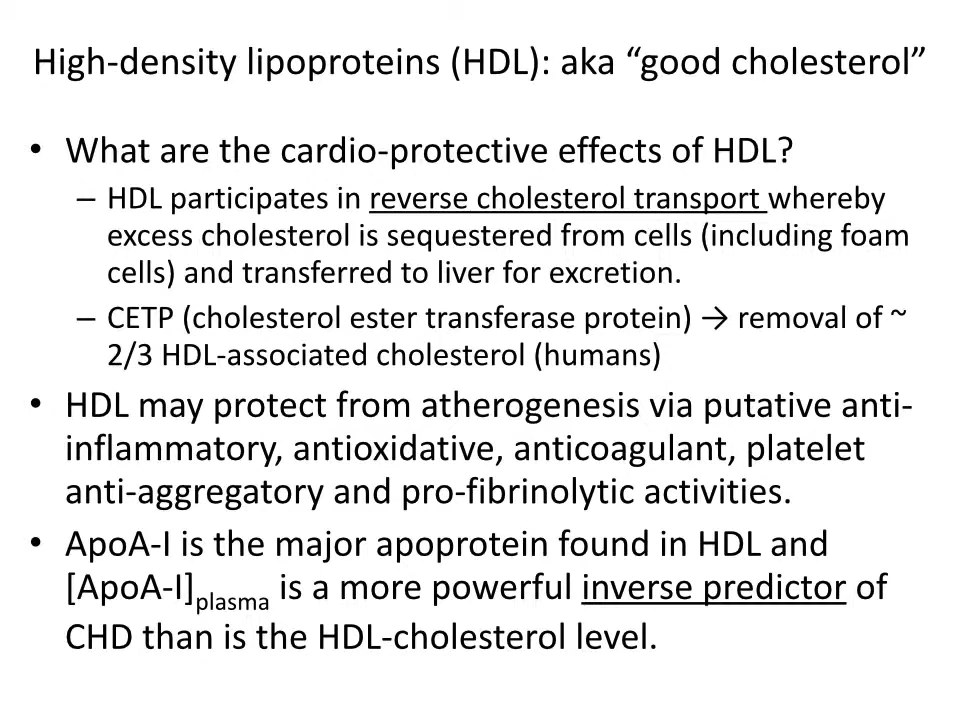 High-density lipoproteins (HDL): aka “good cholesterol”
• What are the cardio-protective effects of HDL?
– HDL participates in reverse cholesterol transport whereby
excess cholesterol is sequestered from cells (including foam
cells) and transferred to liver for excretion.
– CETP (cholesterol ester transferase protein) → removal of ~
2/3 HDL-associated cholesterol (humans)
• HDL may protect from atherogenesis via putative anti-
inflammatory, antioxidative, anticoagulant, platelet
anti-aggregatory and pro-fibrinolytic activities.
• ApoA-I is the major apoprotein found in HDL and
[ApoA-I]plasma is a more powerful inverse predictor of
CHD than is the HDL-cholesterol level.